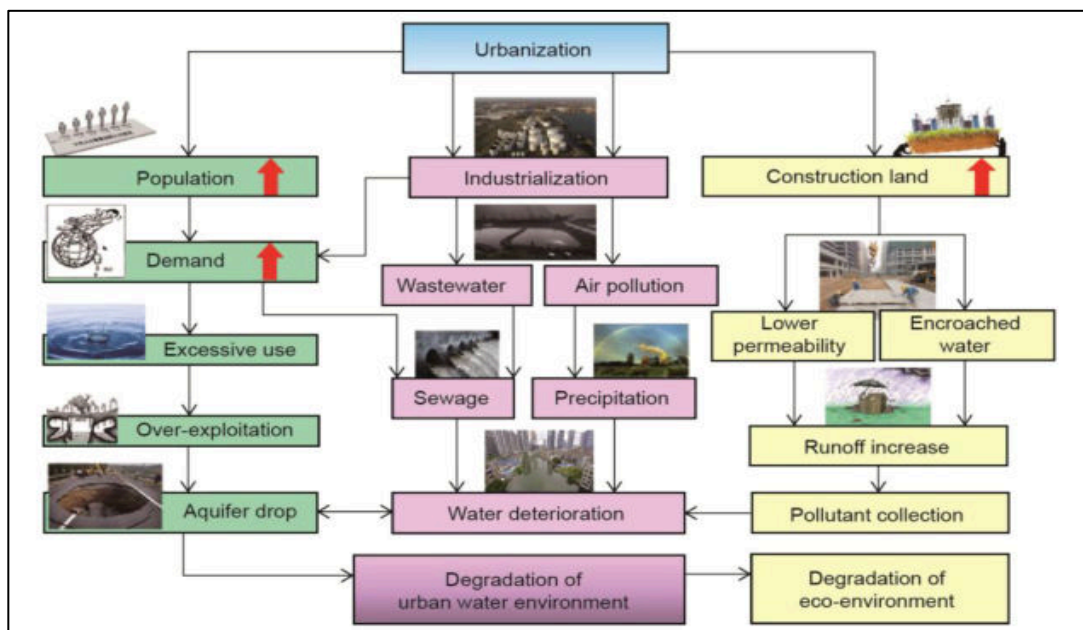 Urbanization
Population
Industrialization
Construction land
Demand
Wastewater
Air pollution
Lower
permeability
Encroached
water
Excessive use
Sewage
Precipitation
Over-exploitation
Runoff increase
Aquifer drop
Water deterioration
Pollutant collection
Degradation of
urban water environment
Degradation of
eco-environment